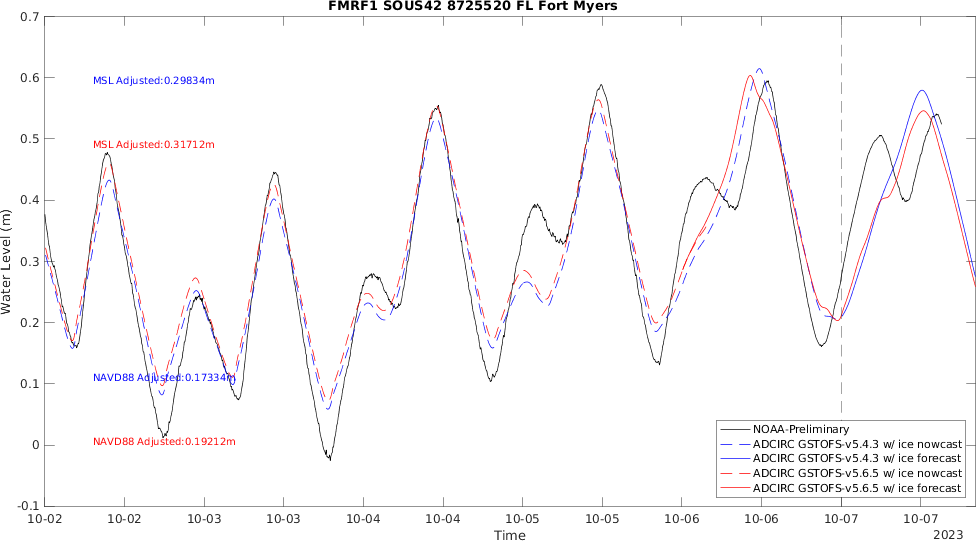 FMRF1 SOUS42 8725520 FL Fort Myers
0.7
0.6
0.5
0.4
0.3
0.2
0.1
0
-0.1
Water Level (m)
MSL Adjusted:0.29834m
MSL Adjusted:0.31712m
NAVD88 Adjusted:0.17334m
NAVD88 Adjusted:0.19212m
NOAA-Preliminary
ADCIRC GSTOFS-v5.4.3 w/ ice nowcast
ADCIRC GSTOFS-v5.4.3 w/ ice forecast
ADCIRC GSTOFS-v5.6.5 w/ ice nowcast
ADCIRC GSTOFS-v5.6.5 w/ ice forecast
10-02 10-02 10-03 10-03 10-04 10-04 10-05 10-05 10-06 10-06 10-07 10-07
Time
2023